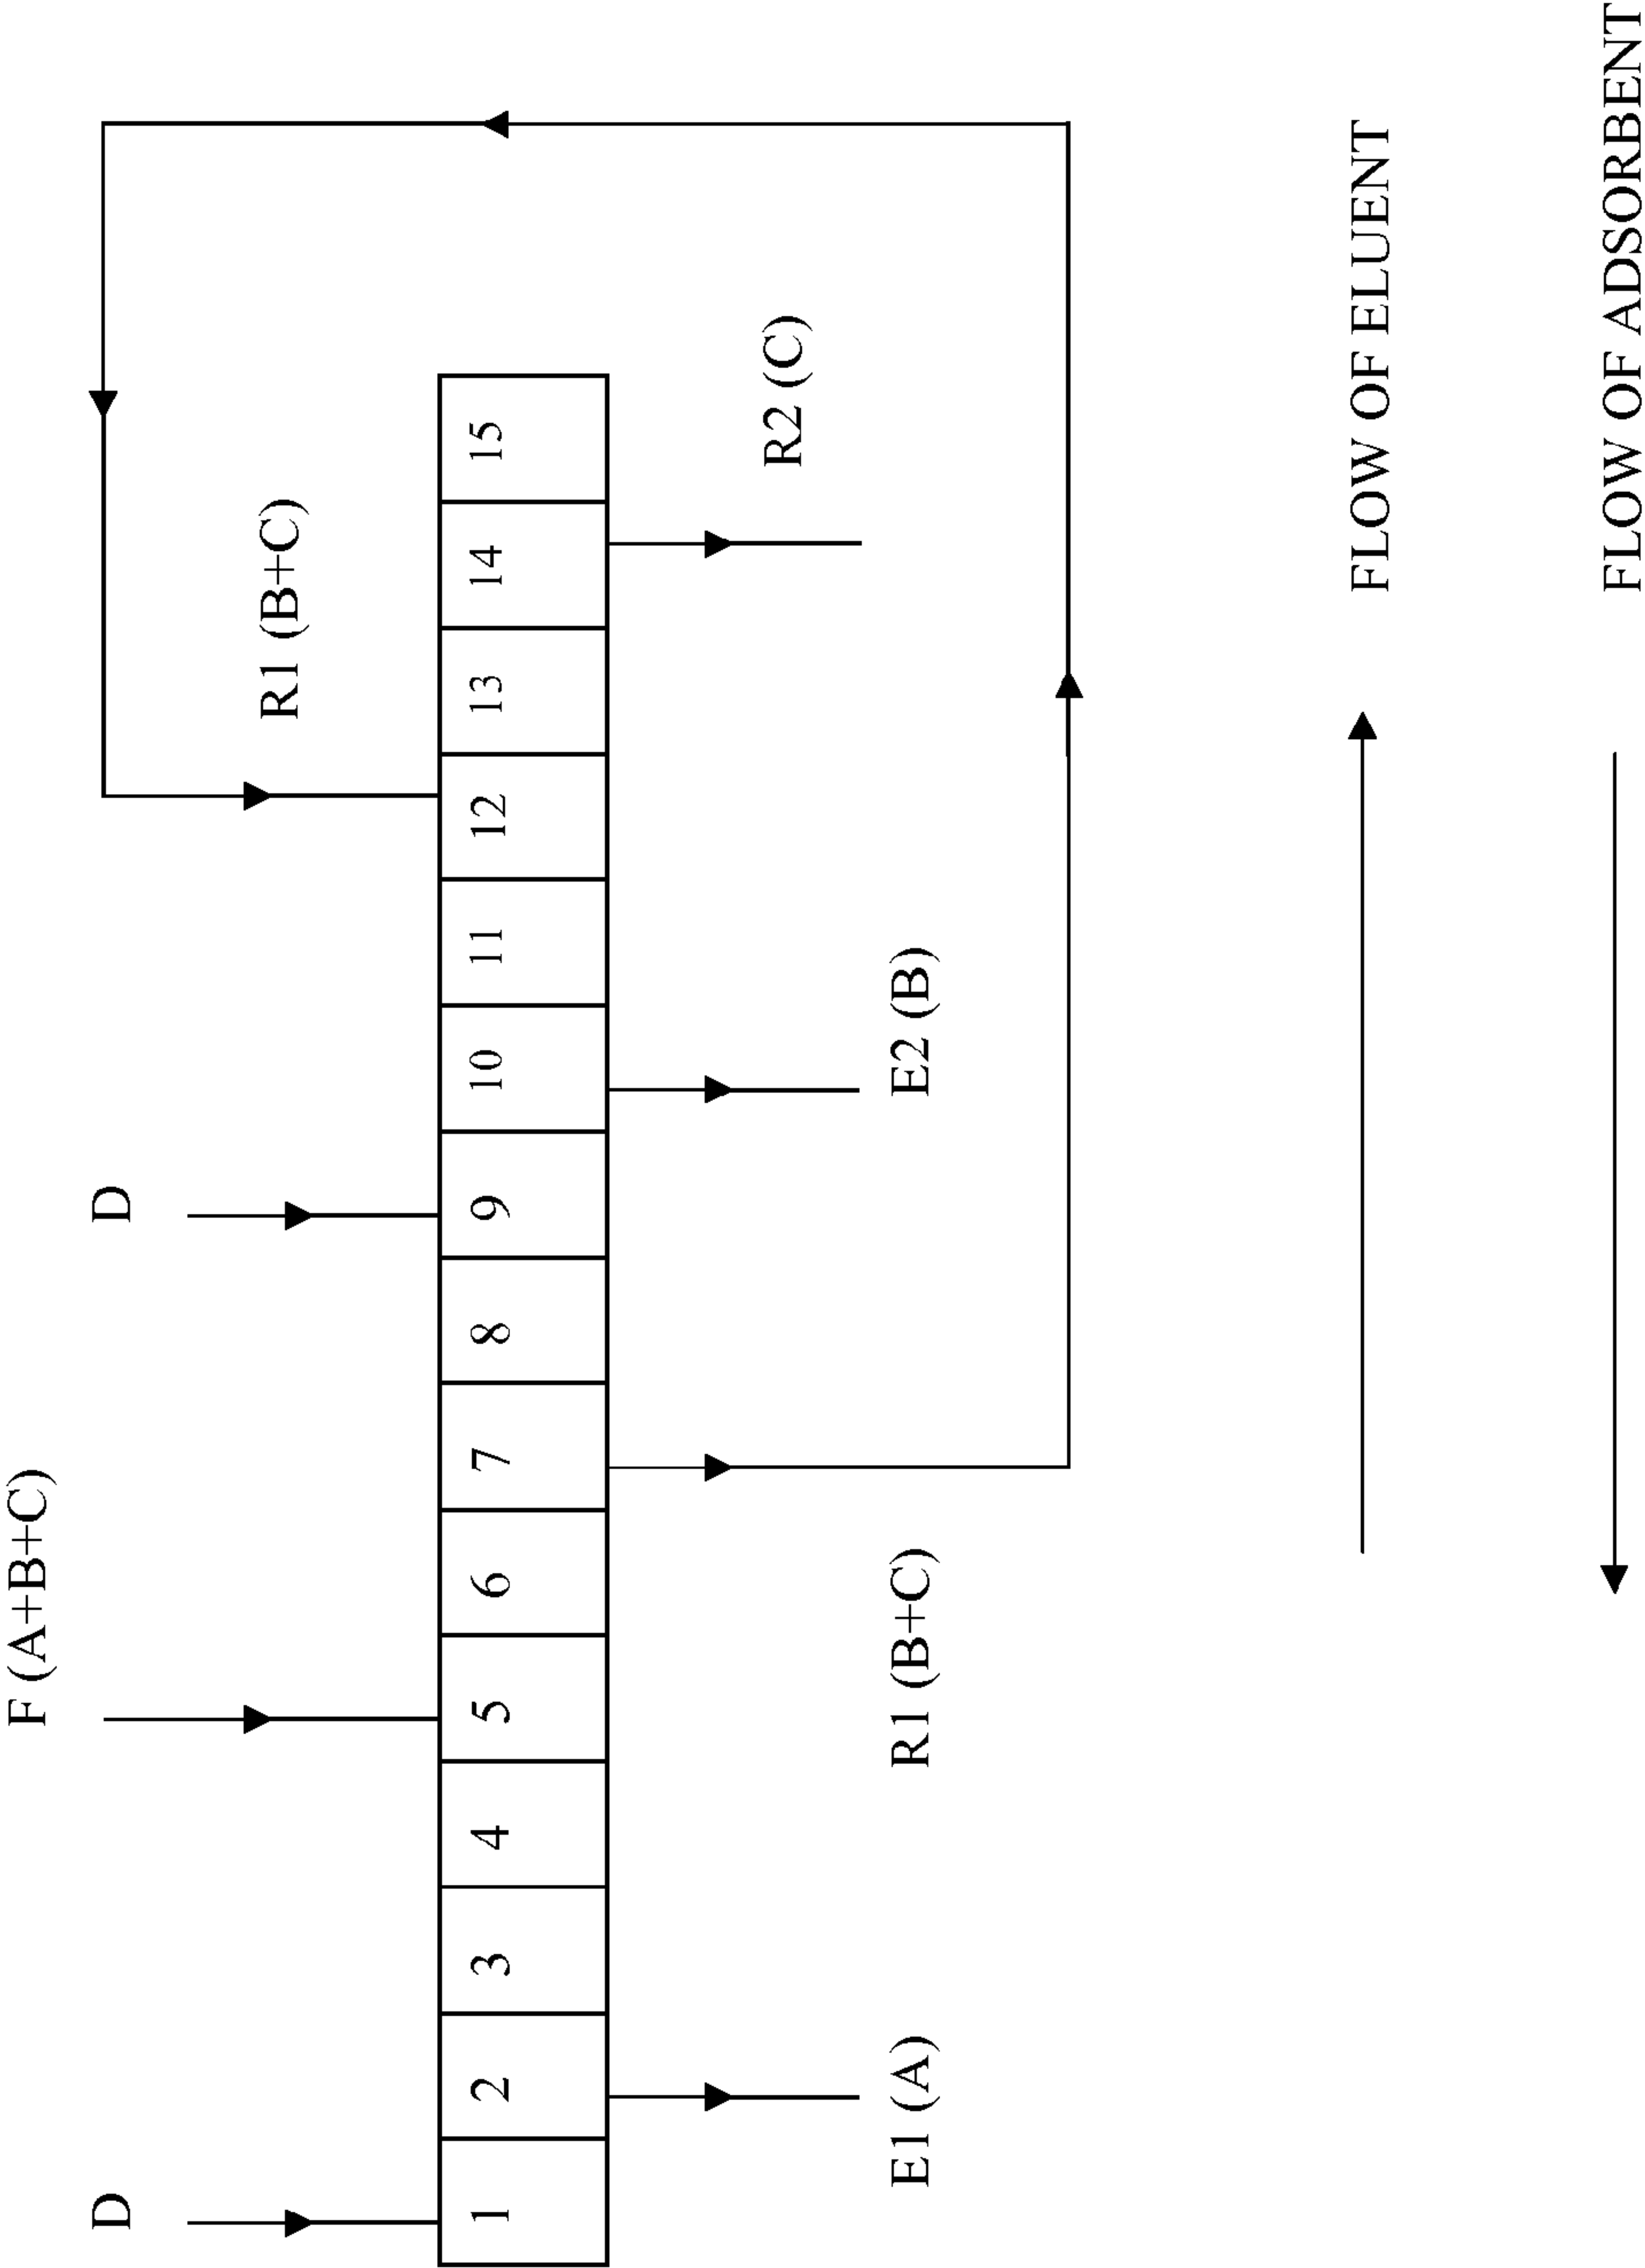 F (A+B+C)
D
D
R1 (B+C)
1 2 3 4 5 6 7 8 9 10 11 12 13 14 15
R2 (C)
E1 (A)
R1 (B+C)
E2 (B)
FLOW OF ELUENT
FLOW OF ADSORBENT